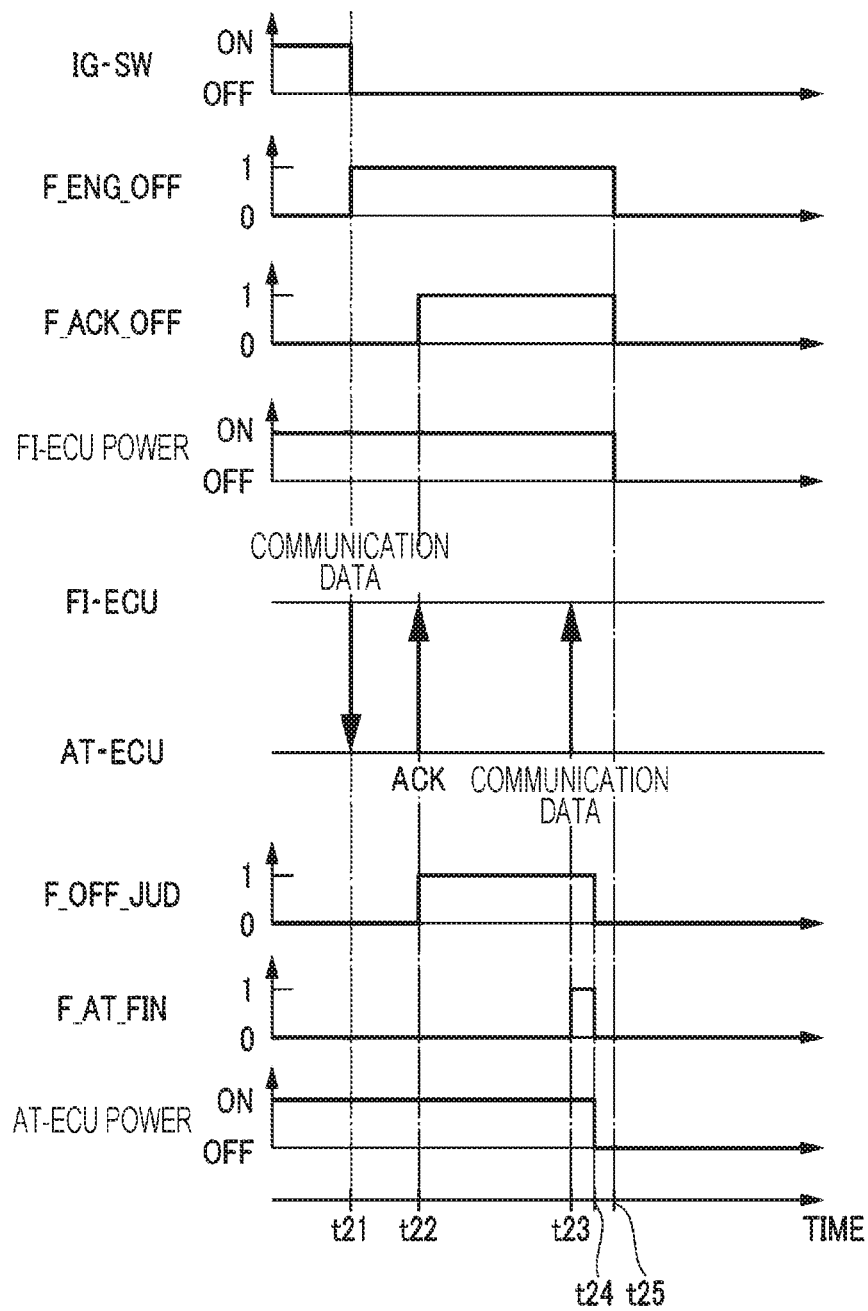 IG-SW
ON
OFF
F_ENG_OFF
1
0
F_ACK_OFF
1
0
FI-ECU POWER
ON
OFF
COMMUNICATION
DATA
FI-ECU
AT-ECU
ACK
COMMUNICATION
DATA
F_OFF_JUD
1
0
F_AT_FIN
1
0
AT-ECU POWER
ON
OFF
t21
t22
t23
TIME
t24
t25